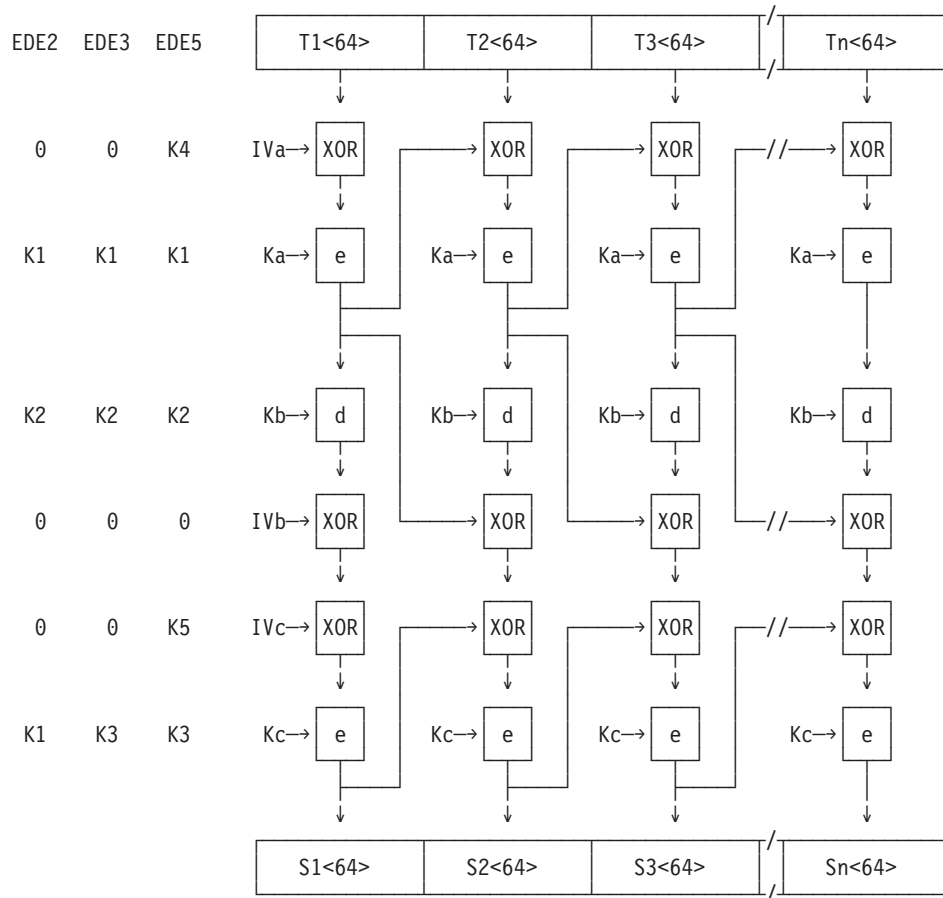 EDE2 EDE3 EDE5 T1<64> T2<64> T3<64> / Tn<64> /
0 0 K4 IVa→ XOR → XOR → XOR // → XOR
K1 K1 K1 Ka→ e Ka→ e Ka→ e Ka→ e
K2 K2 K2 Kb→ d Kb→ d Kb→ d Kb→ d
0 0 0 IVb→ XOR → XOR → XOR // → XOR
0 0 K5 IVc→ XOR → XOR → XOR // → XOR
K1 K3 K3 Kc→ e Kc→ e Kc→ e Kc→ e
S1<64> S2<64> S3<64> / Sn<64> /